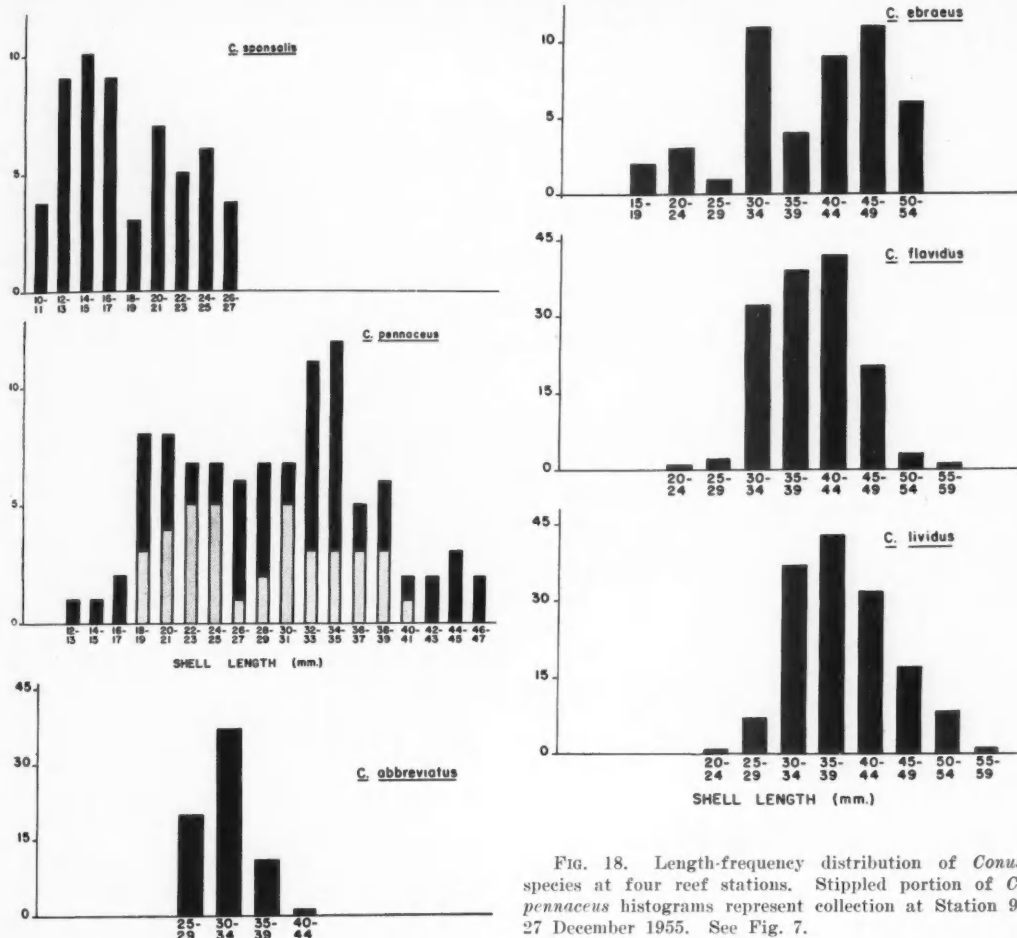 C. sponsalis
10
5
0
10-11 12-13 14-15 16-17 18-19 20-21 22-23 24-25 26-27
C. pennaceus
10
5
0
12-13 14-15 16-17 18-19 20-21 22-23 24-25 26-27 28-29 30-31 32-33 34-35 36-37 38-39 40-41 42-43 44-45 46-47
SHELL LENGTH (mm.)
C. abbreviatus
45
30
15
0
25-29 30-34 35-39 40-44
C. ebraeus
10
5
0
15-19 20-24 25-29 30-34 35-39 40-44 45-49 50-54
C. flavidus
45
30
15
0
20-24 25-29 30-34 35-39 40-44 45-49 50-54 55-59
C. lividus
45
30
15
0
20-24 25-29 30-34 35-39 40-44 45-49 50-54 55-59
SHELL LENGTH (mm.)
FIG. 18. Length-frequency distribution of Conus
species at four reef stations. Stippled portion of C.
pennaceus histograms represent collection at Station 9
27 December 1955. See Fig. 7.